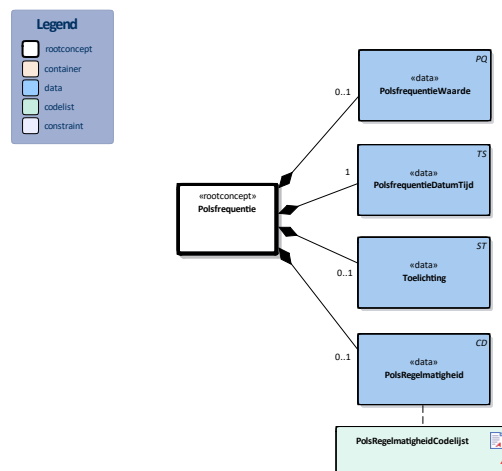 Legend
rootconcept
container
data
codelist
constraint
PQ
«data»
PolsfrequentieWaarde
0..1
TS
«data»
PolsfrequentieDatumTijd
1
«rootconcept»
Polsfrequentie
ST
«data»
Toelichting
0..1
CD
«data»
PolsRegelmatigheid
0..1
PolsRegelmatigheidCodelijst